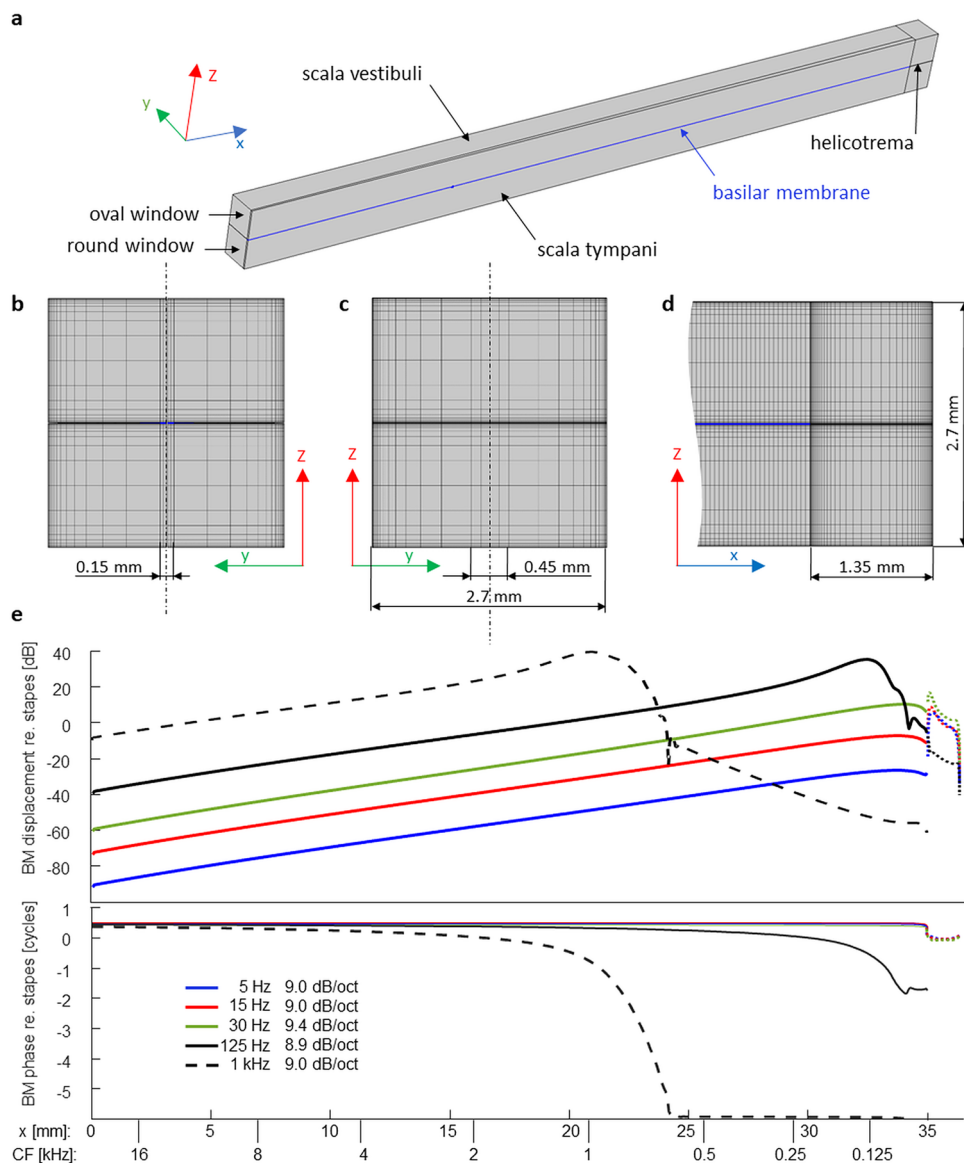 a
z
y
x
scala vestibuli
helicotrema
basilar membrane
oval window
round window
scala tympani
b
c
d
z
z
z
2.7 mm
y
y
x
0.15 mm
0.45 mm
1.35 mm
2.7 mm
e
BM displacement re. stapes [dB]
40
20
0
-20
-40
-60
-80
BM phase re. stapes [cycles]
1
0
-1
-2
-3
-4
-5
5 Hz 9.0 dB/oct
15 Hz 9.0 dB/oct
30 Hz 9.4 dB/oct
125 Hz 8.9 dB/oct
1 kHz 9.0 dB/oct
x [mm]: 0 5 10 15 20 25 30 35
CF [kHz]: 16 8 4 2 1 0.5 0.25 0.125